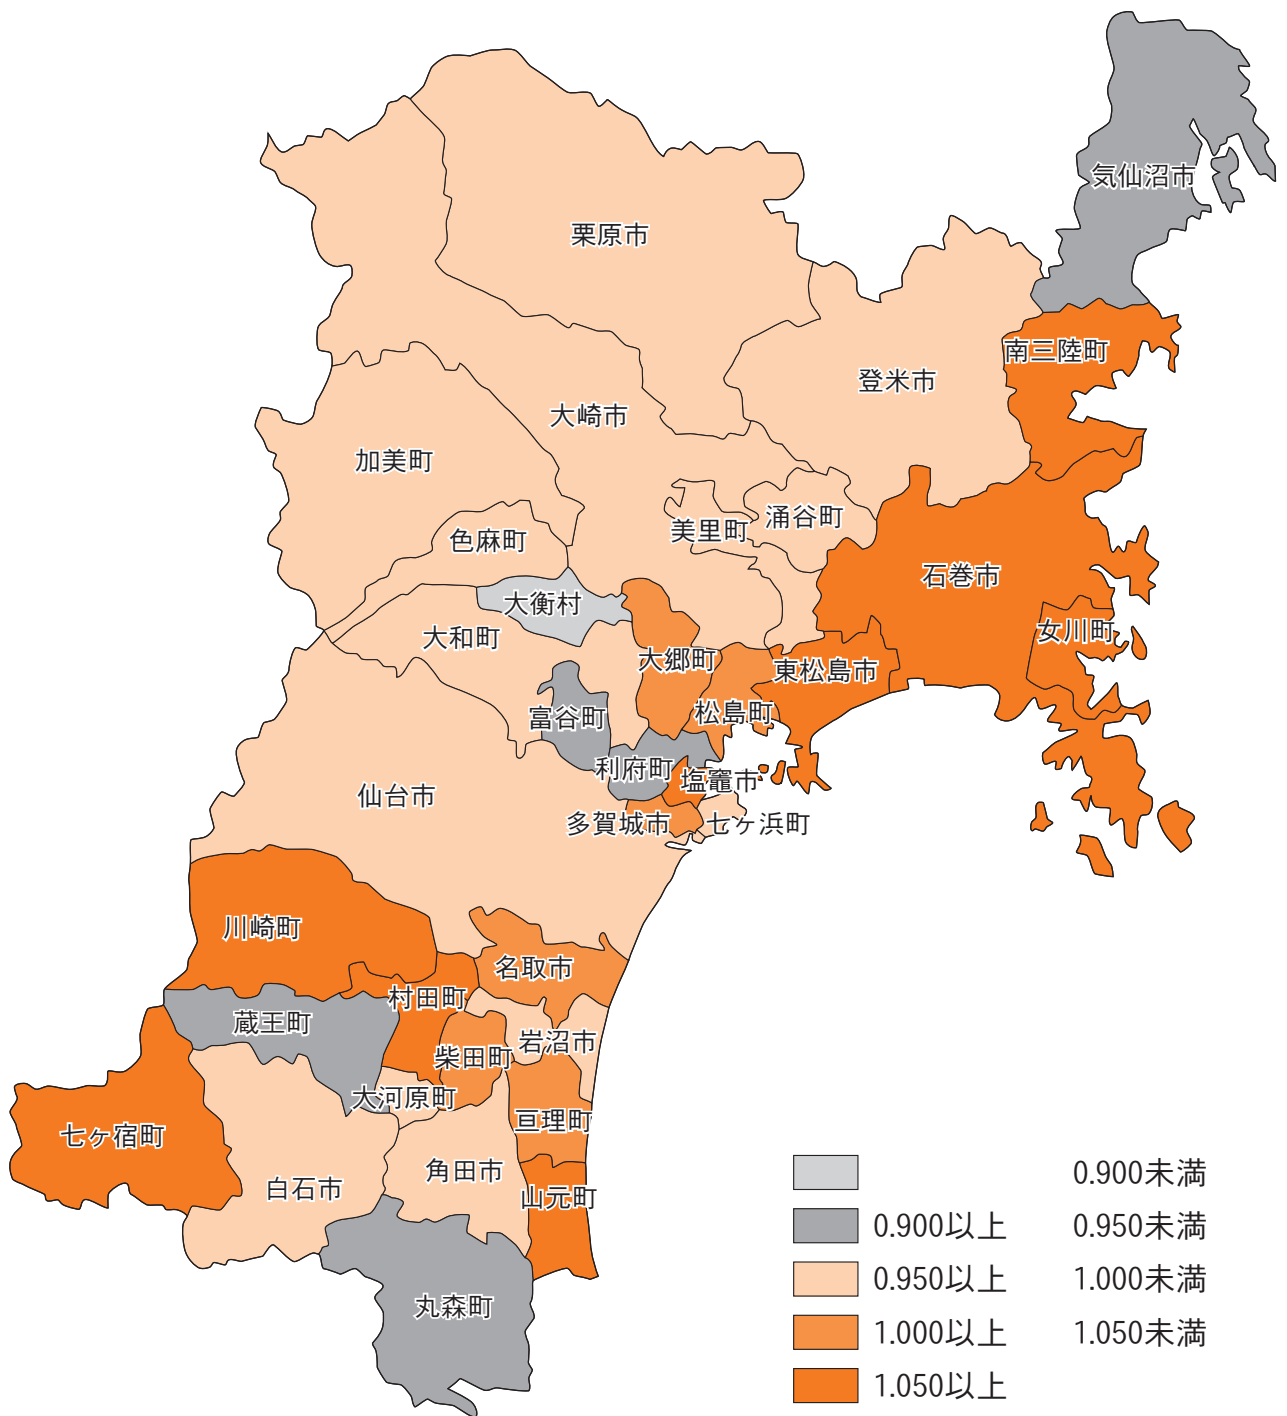 気仙沼市
栗原市
南三陸町
登米市
大崎市
加美町
涌谷町
美里町
色麻町
石巻市
大衡村
女川町
大和町
大郷町
東松島市
松島町
富谷町
利府町
塩竈市
仙台市
多賀城市
七ヶ浜町
川崎町
名取市
村田町
蔵王町
岩沼市
柴田町
大河原町
亘理町
七ヶ宿町
角田市
白石市
山元町
丸森町
0.900未満
0.900以上 0.950未満
0.950以上 1.000未満
1.000以上 1.050未満
1.050以上